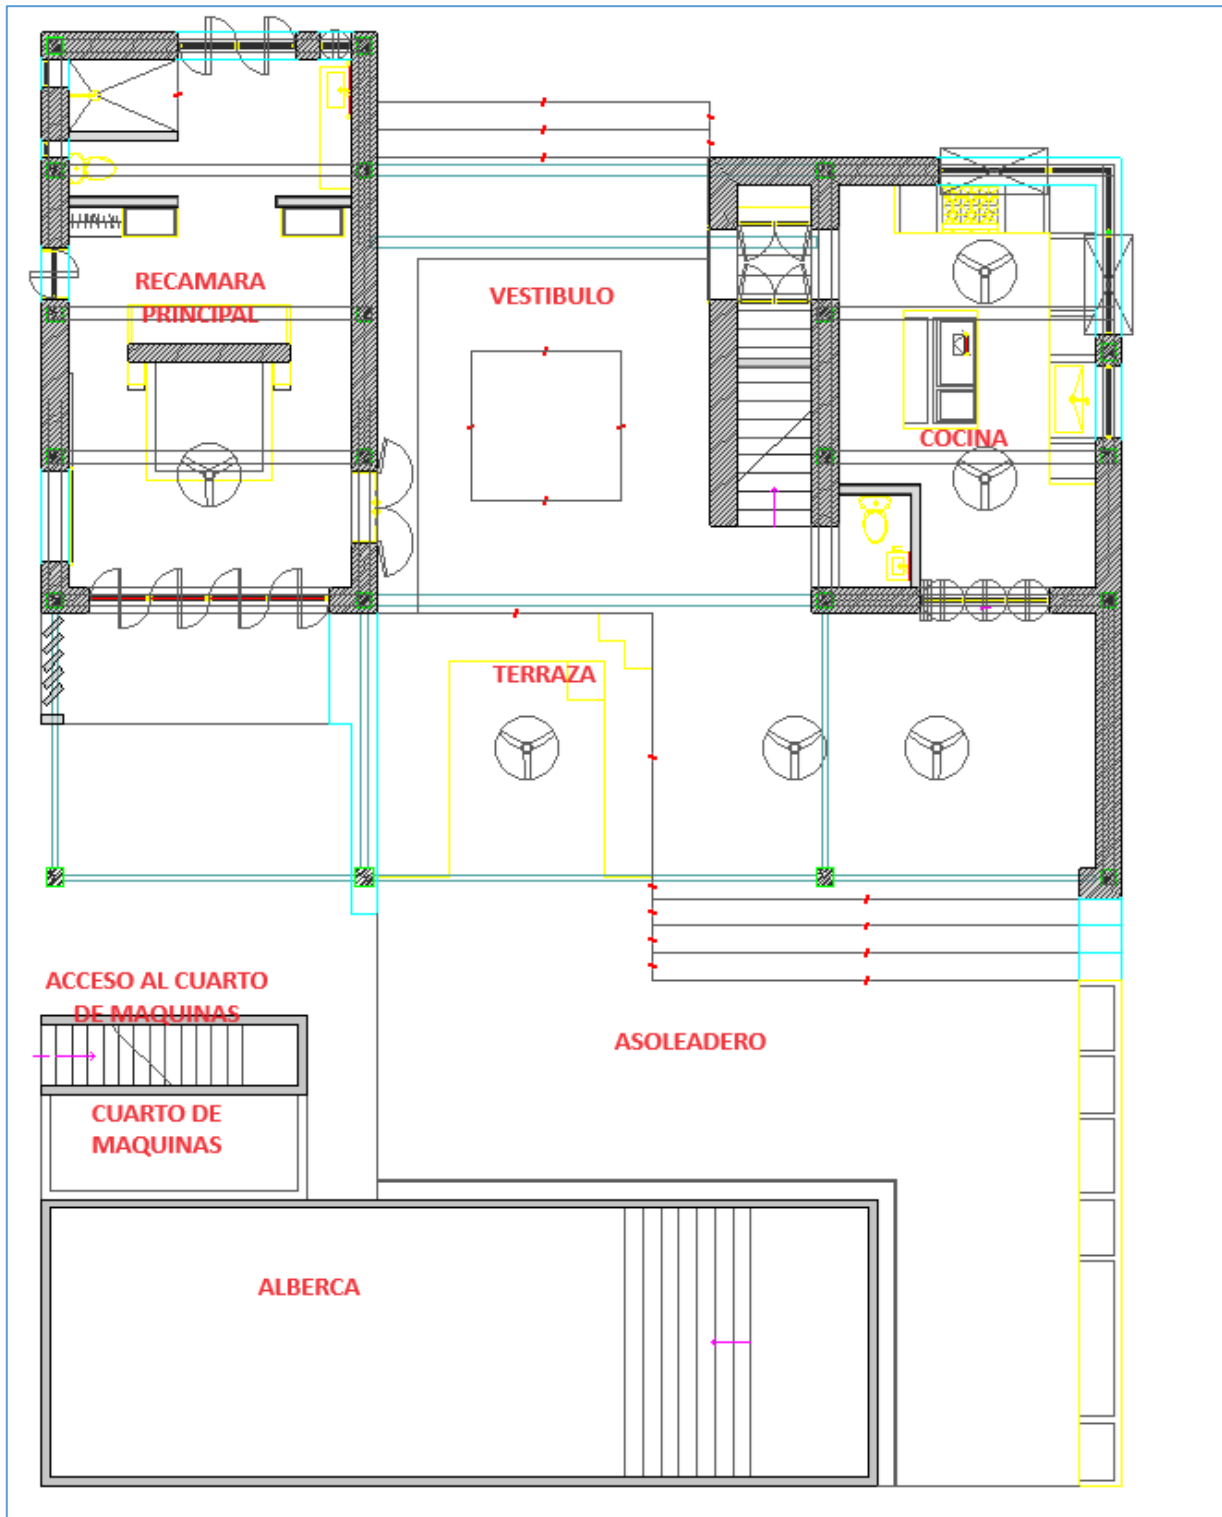 RECAMARA
PRINCIPAL
VESTIBULO
COCINA
TERRAZA
ACCESO AL CUARTO
DE MAQUINAS
ASOLEADERO
CUARTO DE
MAQUINAS
ALBERCA